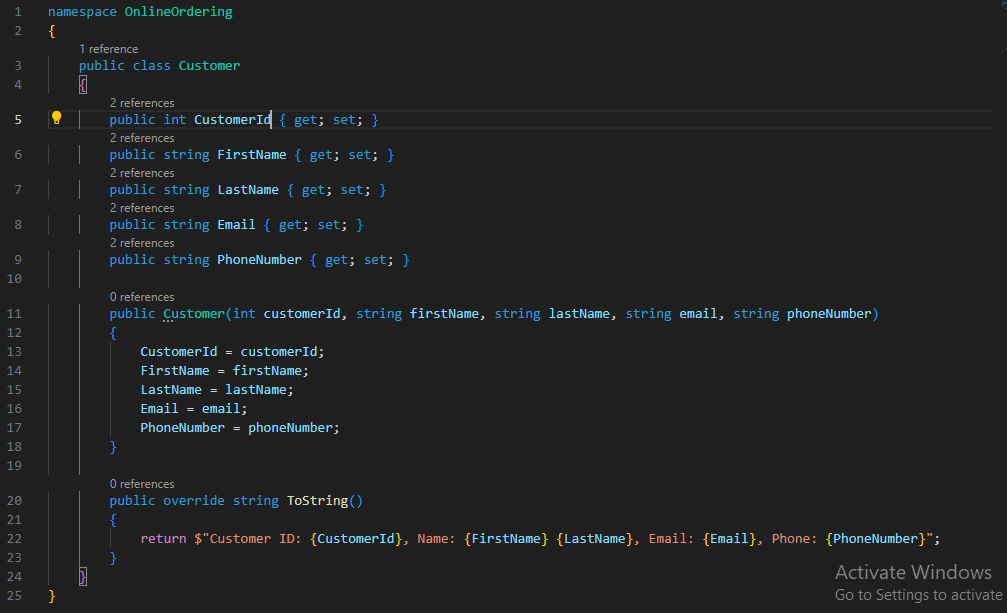 1 namespace OnlineOrdering
2 {
1 reference
3 public class Customer
4 {
2 references
5 public int CustomerId { get; set; }
2 references
6 public string FirstName { get; set; }
2 references
7 public string LastName { get; set; }
2 references
8 public string Email { get; set; }
2 references
9 public string PhoneNumber { get; set; }
10
0 references
11 public Customer(int customerId, string firstName, string lastName, string email, string phoneNumber)
12 {
13 CustomerId = customerId;
14 FirstName = firstName;
15 LastName = lastName;
16 Email = email;
17 PhoneNumber = phoneNumber;
18 }
19
0 references
20 public override string ToString()
21 {
22 return $"Customer ID: {CustomerId}, Name: {FirstName} {LastName}, Email: {Email}, Phone: {PhoneNumber}";
23 }
24 }
25 }
Activate Windows
Go to Settings to activate